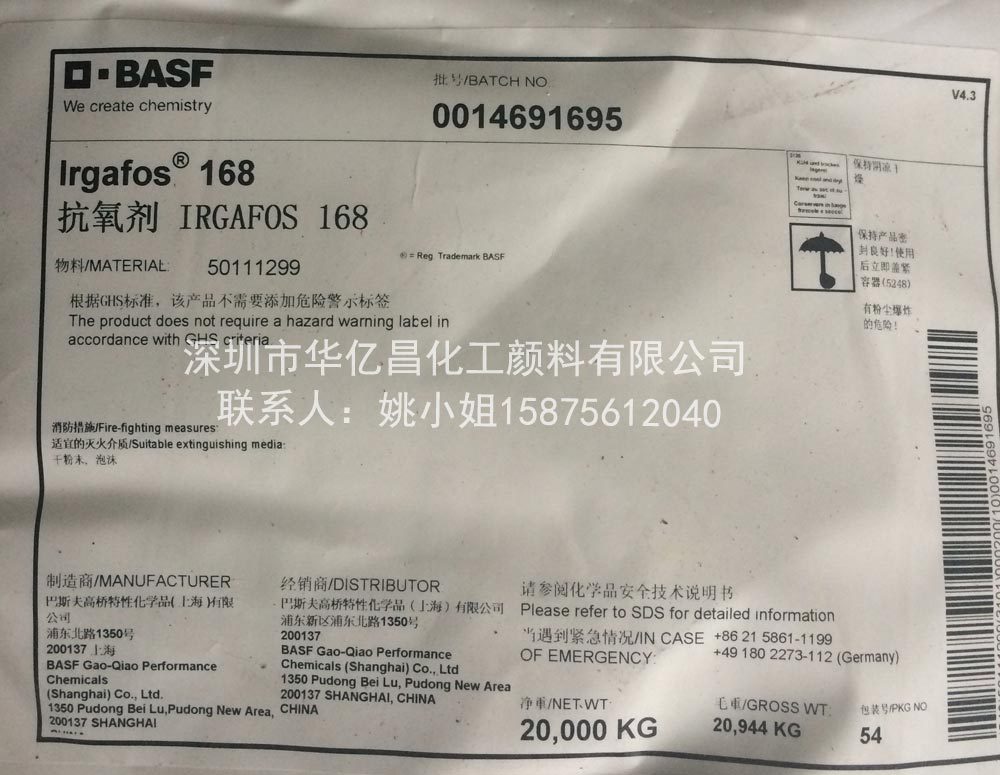 BASF
We create chemistry
批号/BATCH NO.
0014691695
V4.3
Irgafos® 168
抗氧剂 IRGAFOS 168
物料/MATERIAL: 50111299
® = Reg. Trademark BASF
根据GHS标准，该产品不需要添加危险警示标签
The product does not require a hazard warning label in
accordance with GHS criteria
Keep cool and dry!
保持阴凉干
燥
保持产品密
封良好!使用
后立即盖紧
容器(5248)
有粉尘爆炸
的危险!
深圳市华亿昌化工颜料有限公司
联系人：姚小姐15875612040
消防措施/Fire-fighting measures:
适宜的灭火介质/Suitable extinguishing media:
干粉末, 泡沫
制造商/MANUFACTURER
巴斯夫高桥特性化学品(上海)有限
公司
浦东北路1350号
200137 上海
BASF Gao-Qiao Performance
Chemicals
(Shanghai) Co., Ltd.
1350 Pudong Bei Lu,Pudong New Area,
200137 SHANGHAI
经销商/DISTRIBUTOR
巴斯夫高桥特性化学品（上海）有限公司
浦东新区浦东北路1350号
200137
BASF Gao-Qiao Performance
Chemicals (Shanghai) Co., Ltd
1350 Pudong Bei Lu, Pudong New Area
200137 SHANGHAI, CHINA
CHINA
请参阅化学品安全技术说明书
Please refer to SDS for detailed information
当遇到紧急情况/IN CASE +86 21 5861-1199
OF EMERGENCY: +49 180 2273-112 (Germany)
净重/NET.WT:
20,000 KG
毛重/GROSS WT:
20,944 KG
包装号/PKG NO
54